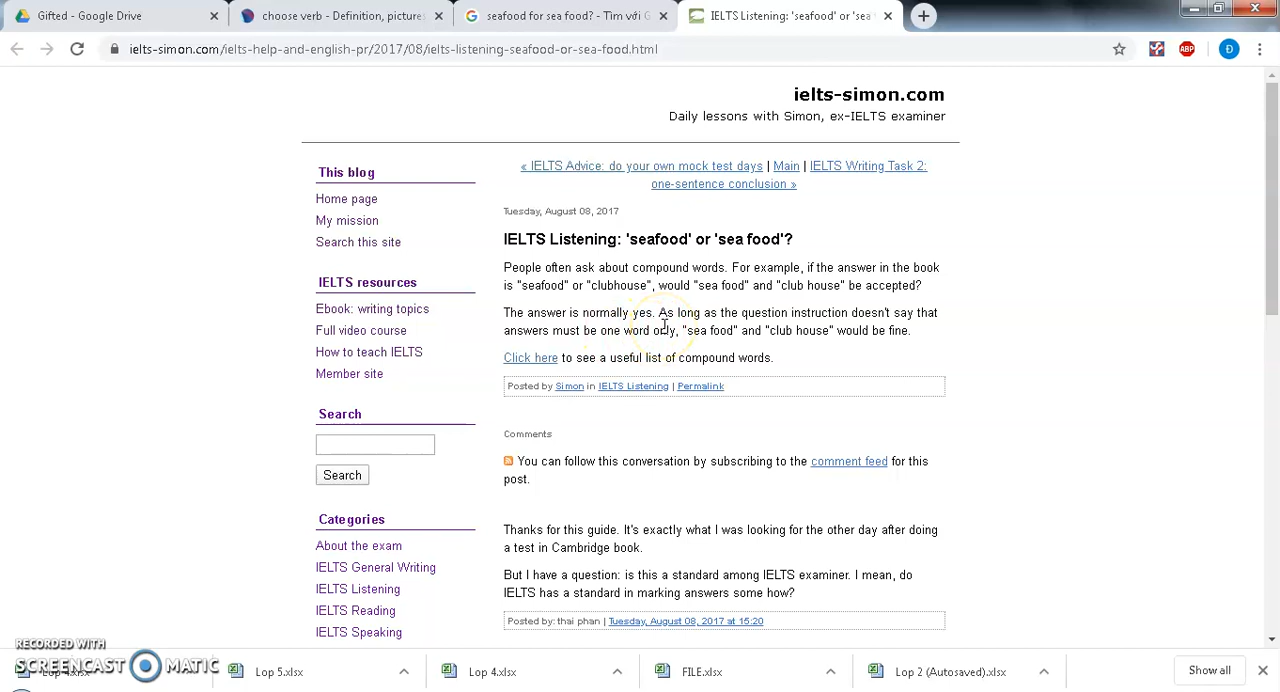 Gifted - Google Drive
choose verb - Definition, picture
seafood for sea food? - Tìm với G
IELTS Listening: 'seafood' or 'sea
ielts-simon.com/ielts-help-and-english-pr/2017/08/ielts-listening-seafood-or-sea-food.html
ABP
Đ
ielts-simon.com
Daily lessons with Simon, ex-IELTS examiner
This blog
Home page
My mission
Search this site
IELTS resources
Ebook: writing topics
Full video course
How to teach IELTS
Member site
Search
Search
Categories
About the exam
IELTS General Writing
IELTS Listening
IELTS Reading
IELTS Speaking
« IELTS Advice: do your own mock test days | Main | IELTS Writing Task 2:
one-sentence conclusion »
Tuesday, August 08, 2017
IELTS Listening: 'seafood' or 'sea food'?
People often ask about compound words. For example, if the answer in the book
is "seafood" or "clubhouse", would "sea food" and "club house" be accepted?
The answer is normally yes. As long as the question instruction doesn't say that
answers must be one word only, "sea food" and "club house" would be fine.
Click here to see a useful list of compound words.
Posted by Simon in IELTS Listening | Permalink
Comments
You can follow this conversation by subscribing to the comment feed for this
post.
Thanks for this guide. It's exactly what I was looking for the other day after doing
a test in Cambridge book.
But I have a question: is this a standard among IELTS examiner. I mean, do
IELTS has a standard in marking answers some how?
Posted by: thai phan | Tuesday, August 08, 2017 at 15:20
RECORDED WITH
SCREENCAST MATIC
Lop 5.xlsx
Lop 4.xlsx
FILE.xlsx
Lop 2 (Autosaved).xlsx
Show all